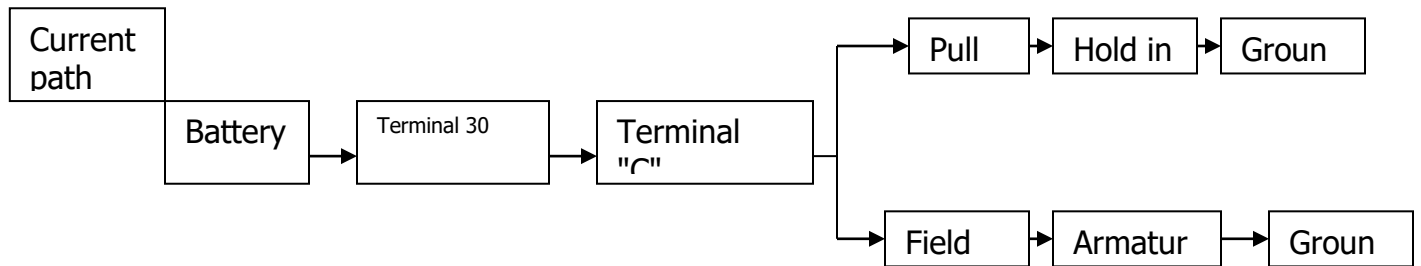 Current
path
Pull
Hold in
Groun
Battery
Terminal 30
Terminal
"C"
Field
Armatur
Groun